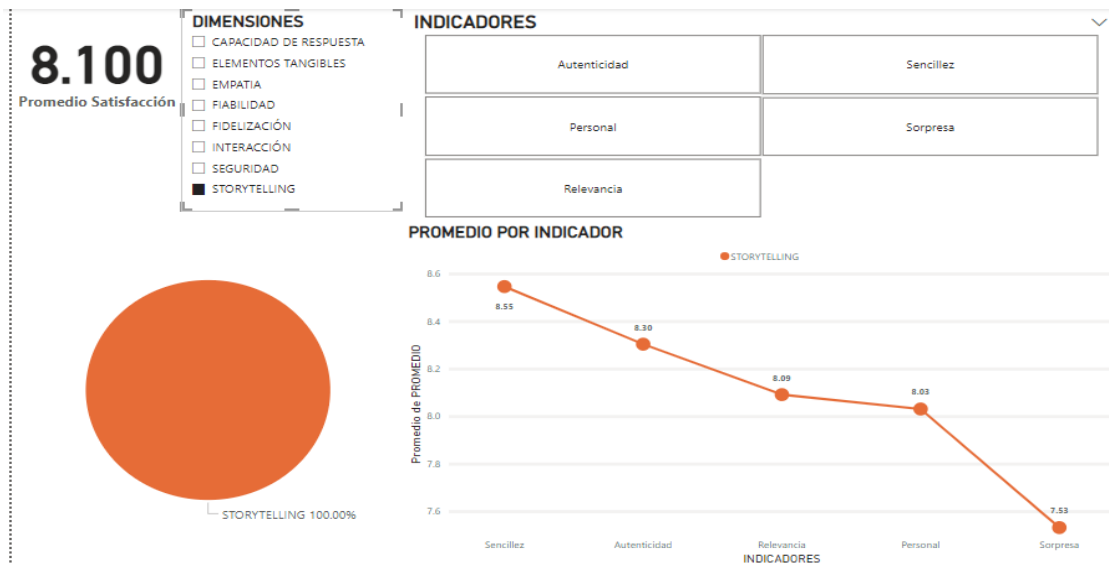 8.100
Promedio Satisfacción
DIMENSIONES
CAPACIDAD DE RESPUESTA
ELEMENTOS TANGIBLES
EMPATIA
FIABILIDAD
FIDELIZACIÓN
INTERACCIÓN
SEGURIDAD
STORYTELLING
INDICADORES
Autenticidad
Sencillez
Personal
Sorpresa
Relevancia
STORYTELLING 100.00%
PROMEDIO POR INDICADOR
STORYTELLING
Promedio de PROMEDIO
8.6
8.4
8.2
8.0
7.8
7.6
8.55
8.30
8.09
8.03
7.53
Sencillez
Autenticidad
Relevancia
Personal
Sorpresa
INDICADORES